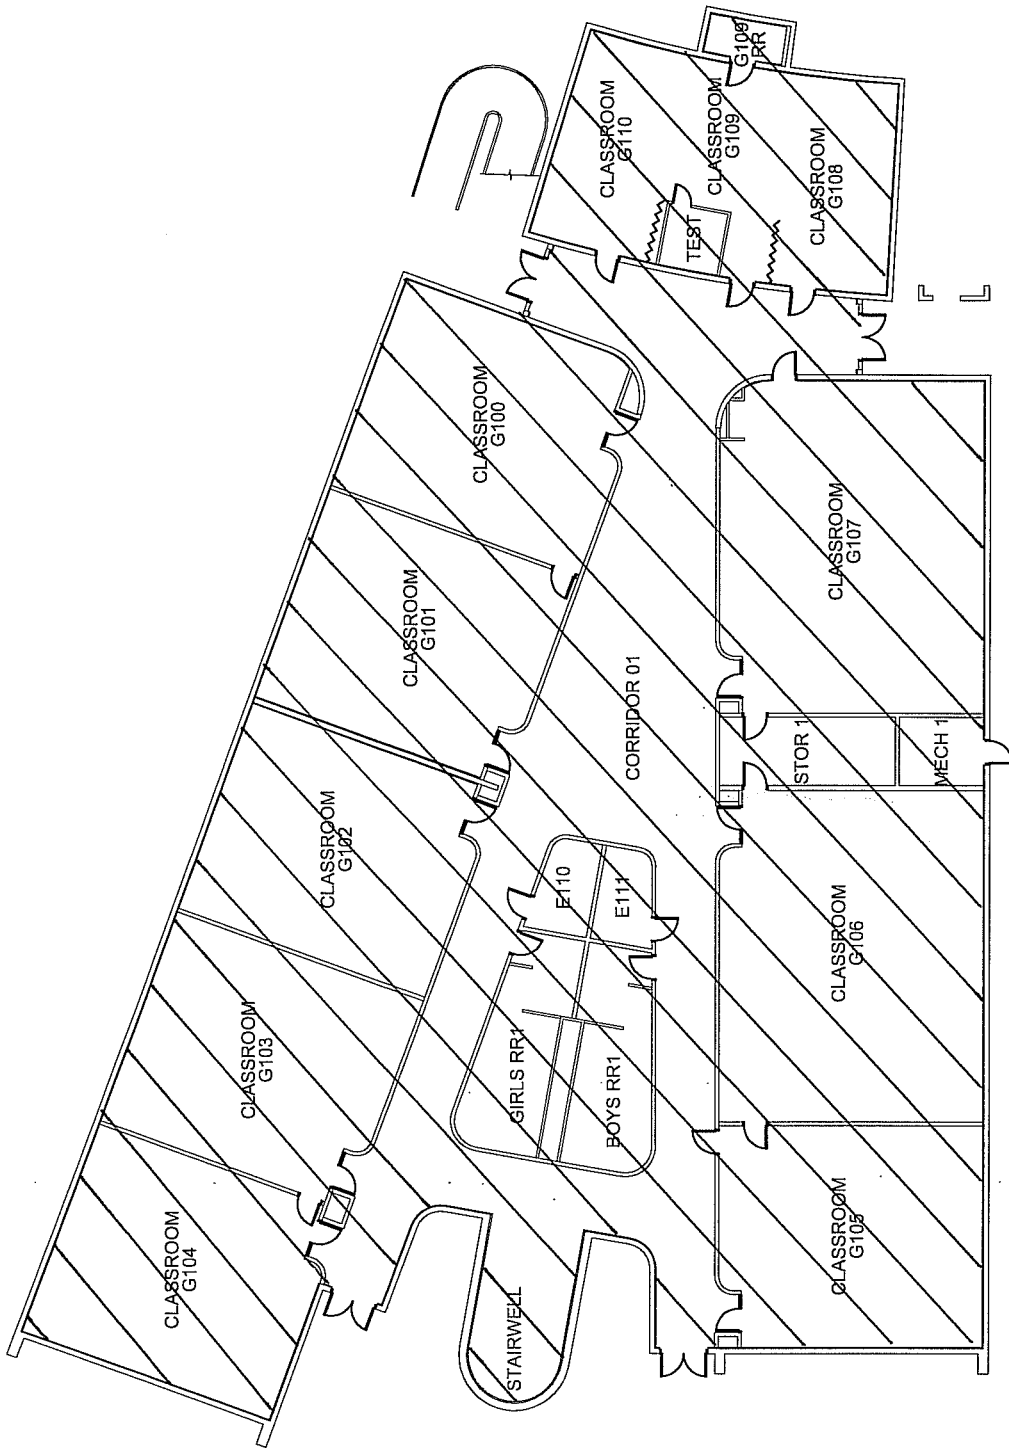 G109
RR
CLASSROOM
G110
CLASSROOM
G109
CLASSROOM
G108
TEST
CLASSROOM
G100
CLASSROOM
G101
CLASSROOM
G107
CORRIDOR 01
STOR 1
MECH 1
CLASSROOM
G102
E110
E111
CLASSROOM
G106
CLASSROOM
G103
GIRLS RR1
BOYS RR1
CLASSROOM
G104
CLASSROOM
G105
STAIRWELL